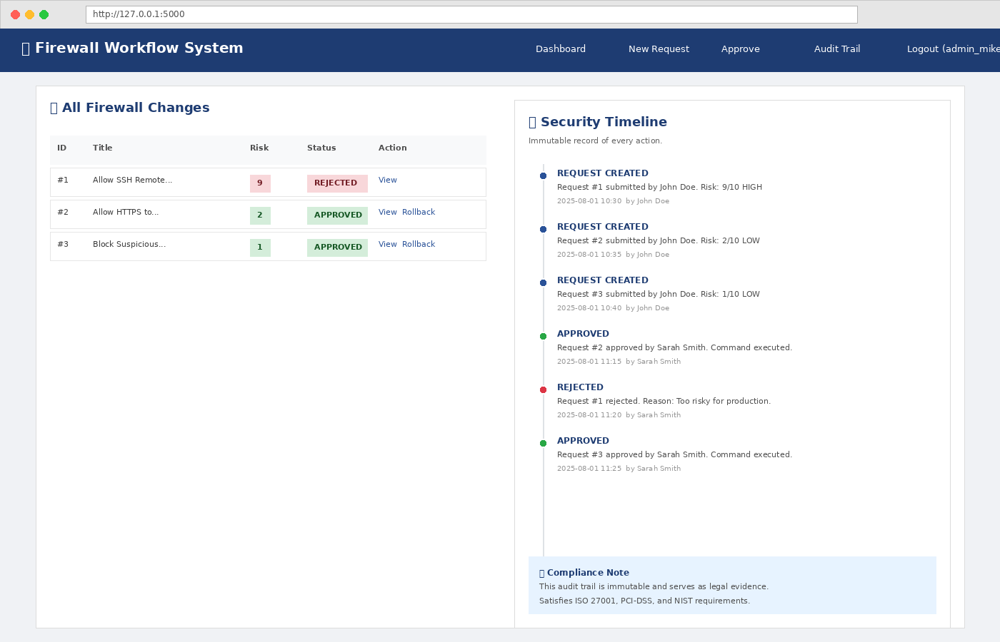 http://127.0.0.1:5000
Firewall Workflow System
Dashboard
New Request
Approve
Audit Trail
Logout (admin_mike
All Firewall Changes
ID Title Risk Status Action
#1 Allow SSH Remote... 9 REJECTED View
#2 Allow HTTPS to... 2 APPROVED View Rollback
#3 Block Suspicious... 1 APPROVED View Rollback
Security Timeline
Immutable record of every action.
REQUEST CREATED
Request #1 submitted by John Doe. Risk: 9/10 HIGH
2025-08-01 10:30 by John Doe
REQUEST CREATED
Request #2 submitted by John Doe. Risk: 2/10 LOW
2025-08-01 10:35 by John Doe
REQUEST CREATED
Request #3 submitted by John Doe. Risk: 1/10 LOW
2025-08-01 10:40 by John Doe
APPROVED
Request #2 approved by Sarah Smith. Command executed.
2025-08-01 11:15 by Sarah Smith
REJECTED
Request #1 rejected. Reason: Too risky for production.
2025-08-01 11:20 by Sarah Smith
APPROVED
Request #3 approved by Sarah Smith. Command executed.
2025-08-01 11:25 by Sarah Smith
Compliance Note
This audit trail is immutable and serves as legal evidence.
Satisfies ISO 27001, PCI-DSS, and NIST requirements.